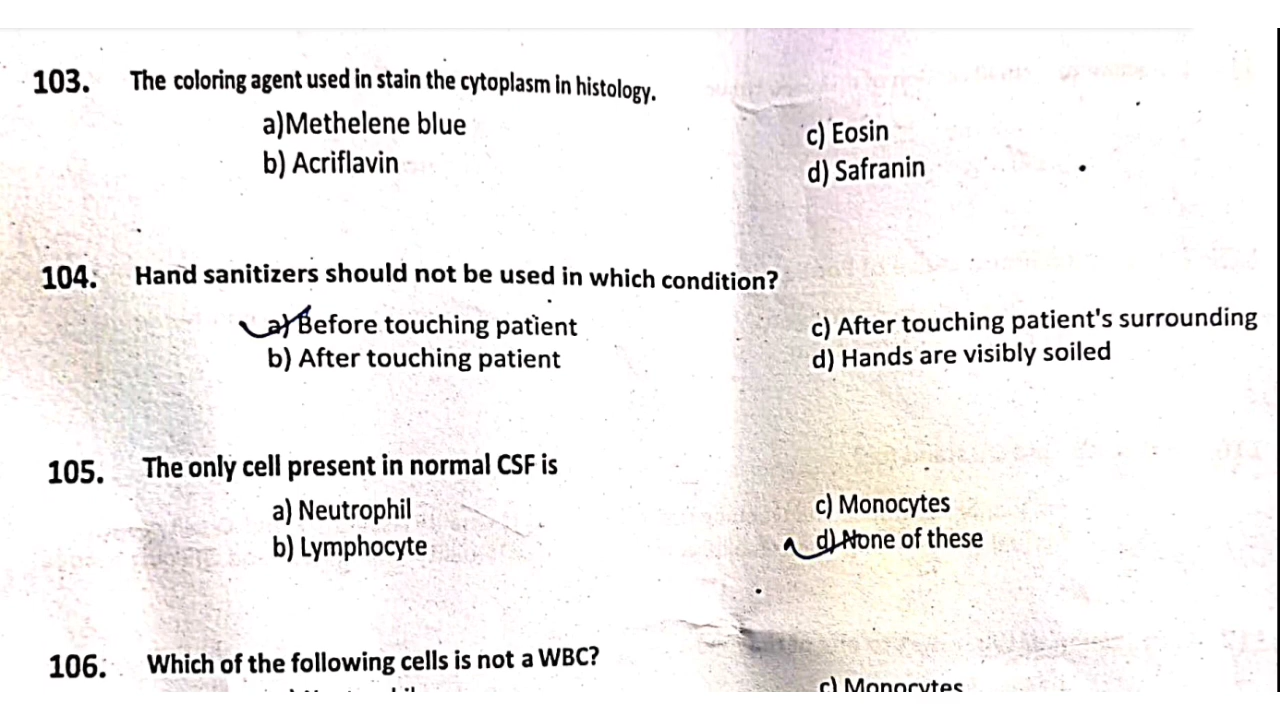 103. The coloring agent used in stain the cytoplasm in histology.
a)Methelene blue
c) Eosin
b) Acriflavin
d) Safranin
104. Hand sanitizers should not be used in which condition?
a) Before touching patient
c) After touching patient's surrounding
b) After touching patient
d) Hands are visibly soiled
105. The only cell present in normal CSF is
a) Neutrophil
c) Monocytes
b) Lymphocyte
d) None of these
106. Which of the following cells is not a WBC?
c) Monocytes